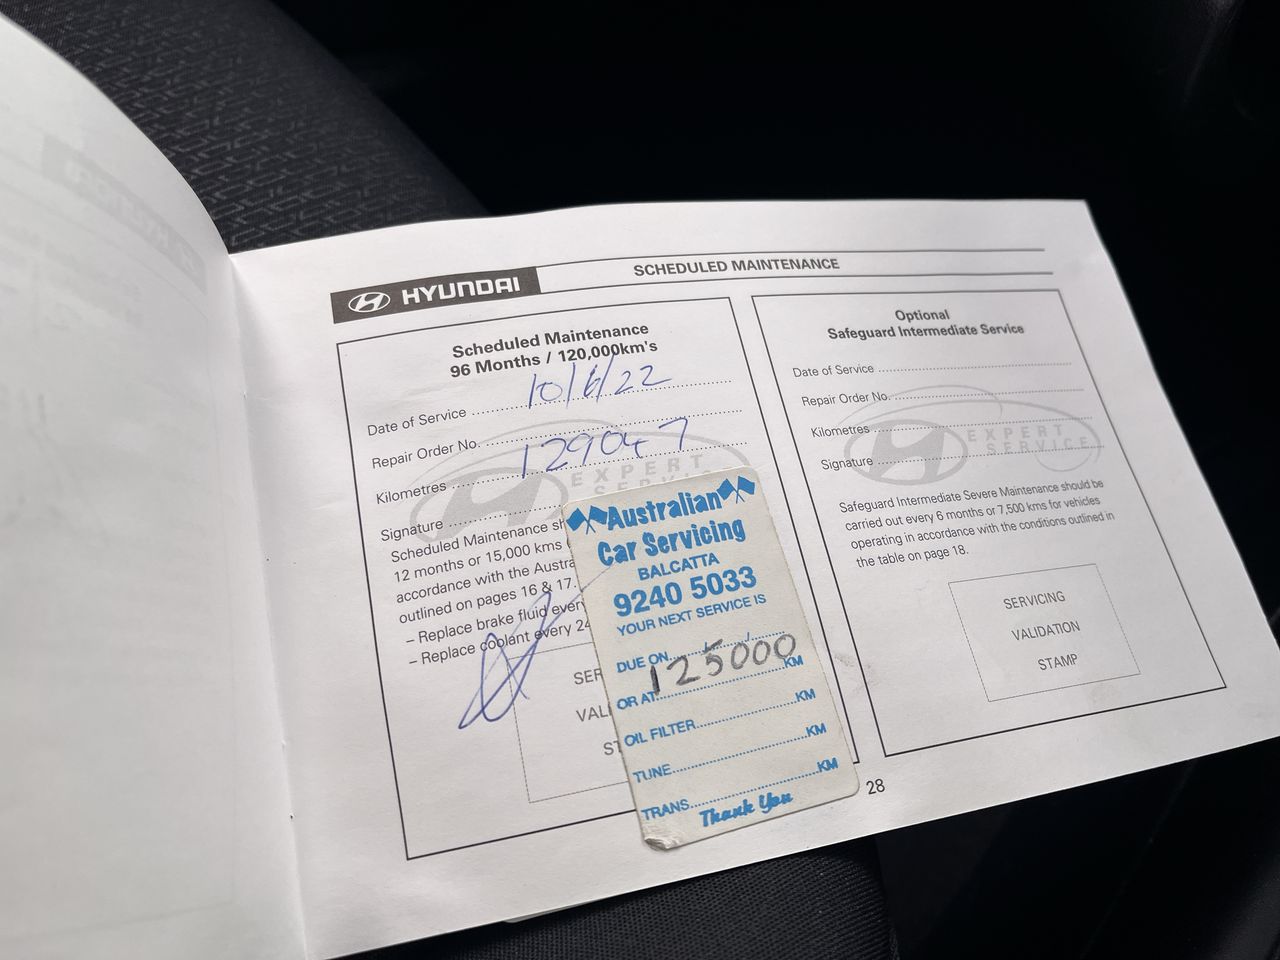 HYUNDAI
SCHEDULED MAINTENANCE
Scheduled Maintenance
96 Months / 120,000km's
Date of Service 10/6/22
Repair Order No.
Kilometres 129047
Signature
Scheduled Maintenance sh
12 months or 15,000 kms
accordance with the Austra
outlined on pages 16 & 17.
– Replace brake fluid every
– Replace coolant every 24
SER
VALI
ST
EXPERT
Australian
Car Servicing
BALCATTA
9240 5033
YOUR NEXT SERVICE IS
DUE ON
OR AT 125000 KM
OIL FILTER KM
TUNE KM
TRANS KM
Thank You
Optional
Safeguard Intermediate Service
Date of Service
Repair Order No.
Kilometres
Signature
EXPERT
SERVICE
Safeguard Intermediate Severe Maintenance should be
carried out every 6 months or 7,500 kms for vehicles
operating in accordance with the conditions outlined in
the table on page 18.
SERVICING
VALIDATION
STAMP
28